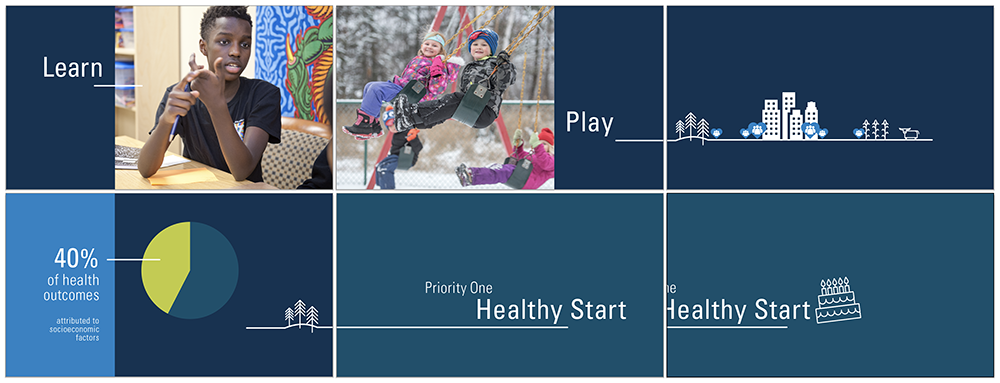 Learn
Play
40%
of health
outcomes
attributed to
socioeconomic
factors
Priority One
Healthy Start
ne
Healthy Start